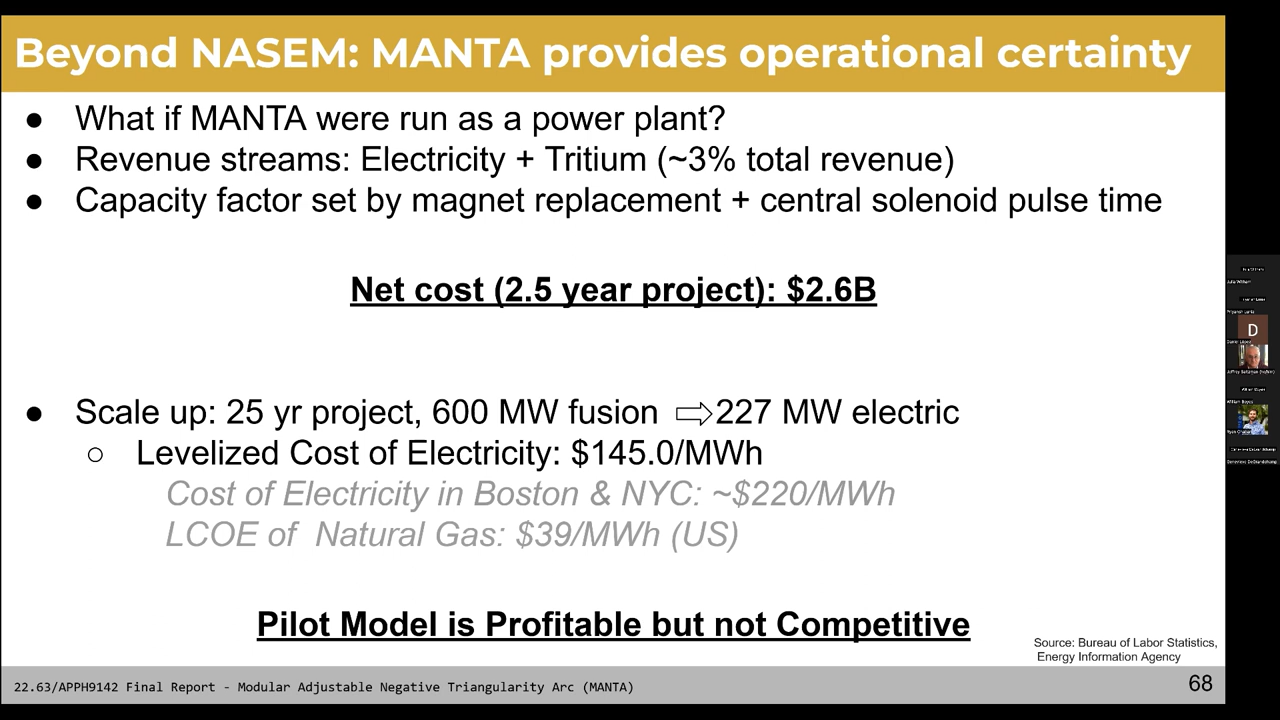 Beyond NASEM: MANTA provides operational certainty
● What if MANTA were run as a power plant?
● Revenue streams: Electricity + Tritium (~3% total revenue)
● Capacity factor set by magnet replacement + central solenoid pulse time
Net cost (2.5 year project): $2.6B
● Scale up: 25 yr project, 600 MW fusion ⇨ 227 MW electric
○ Levelized Cost of Electricity: $145.0/MWh
Cost of Electricity in Boston & NYC: ~$220/MWh
LCOE of Natural Gas: $39/MWh (US)
Pilot Model is Profitable but not Competitive
Source: Bureau of Labor Statistics,
Energy Information Agency
22.63/APPH9142 Final Report - Modular Adjustable Negative Triangularity Arc (MANTA)
68
D